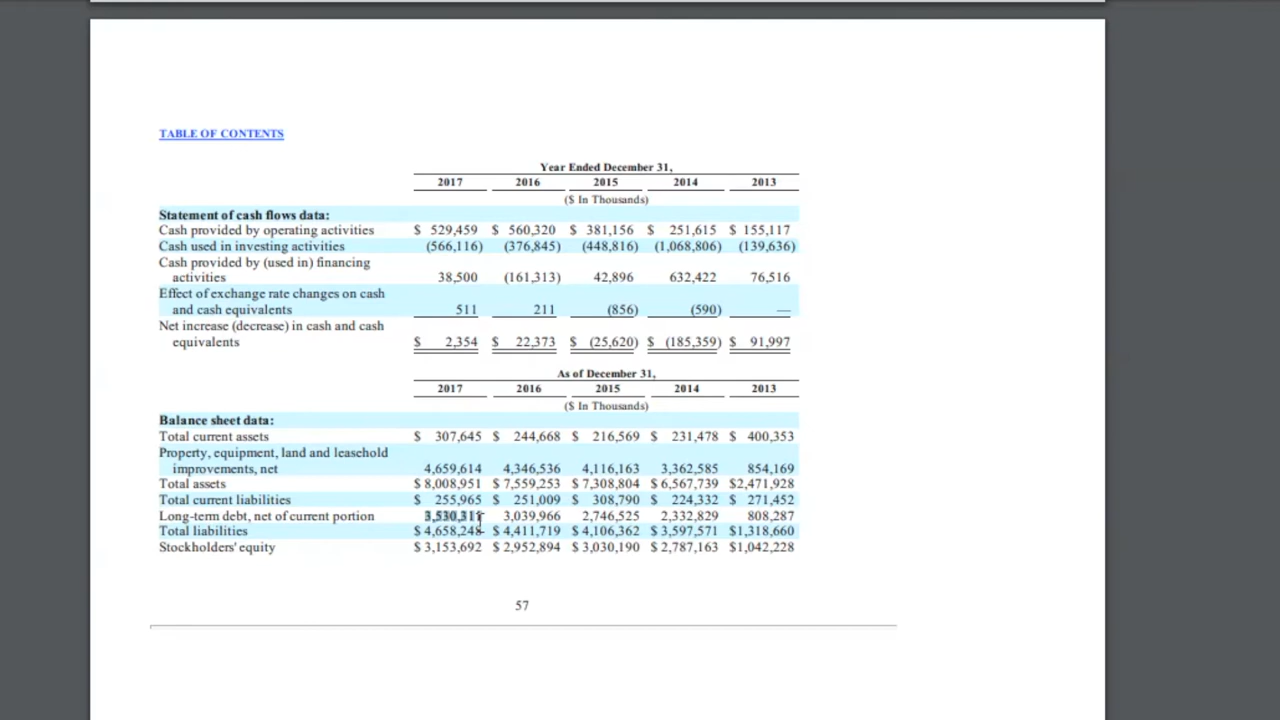 TABLE OF CONTENTS
Year Ended December 31,
2017 2016 2015 2014 2013
($ In Thousands)
Statement of cash flows data:
Cash provided by operating activities $ 529,459 $ 560,320 $ 381,156 $ 251,615 $ 155,117
Cash used in investing activities (566,116) (376,845) (448,816) (1,068,806) (139,636)
Cash provided by (used in) financing
activities 38,500 (161,313) 42,896 632,422 76,516
Effect of exchange rate changes on cash
and cash equivalents 511 211 (856) (590) —
Net increase (decrease) in cash and cash
equivalents $ 2,354 $ 22,373 $ (25,620) $ (185,359) $ 91,997
As of December 31,
2017 2016 2015 2014 2013
($ In Thousands)
Balance sheet data:
Total current assets $ 307,645 $ 244,668 $ 216,569 $ 231,478 $ 400,353
Property, equipment, land and leasehold
improvements, net 4,659,614 4,346,536 4,116,163 3,362,585 854,169
Total assets $ 8,008,951 $ 7,559,253 $ 7,308,804 $ 6,567,739 $2,471,928
Total current liabilities $ 255,965 $ 251,009 $ 308,790 $ 224,332 $ 271,452
Long-term debt, net of current portion 3,039,966 2,746,525 2,332,829 808,287
Total liabilities $ 4,658,248 $ 4,411,719 $ 4,106,362 $ 3,597,571 $1,318,660
Stockholders' equity $ 3,153,692 $ 2,952,894 $ 3,030,190 $ 2,787,163 $1,042,228
57